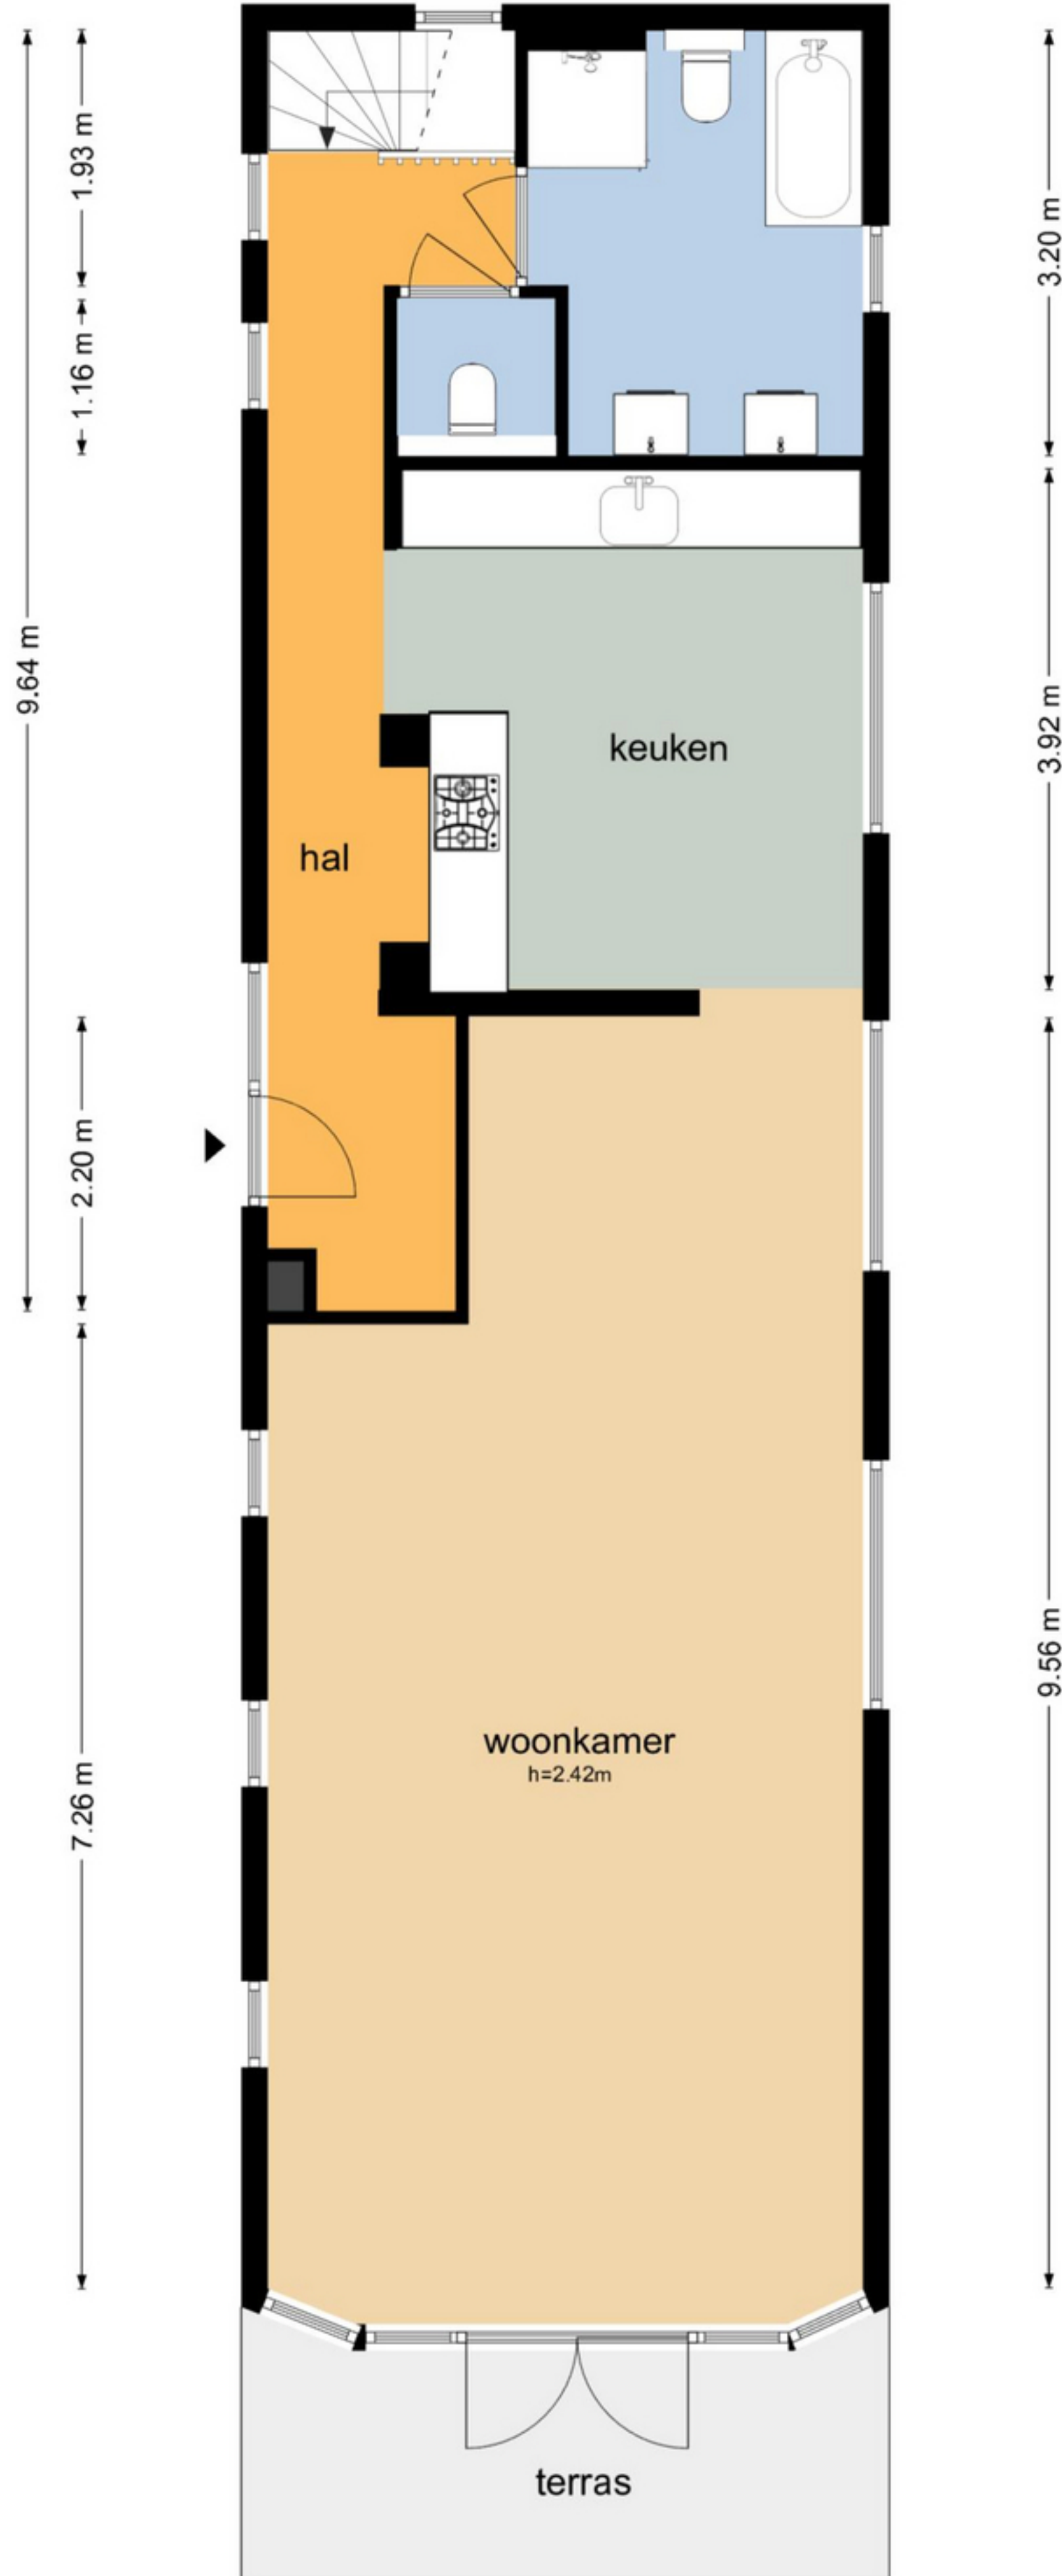 1.93 m
3.20 m
1.16 m
9.64 m
3.92 m
keuken
hal
2.20 m
9.56 m
woonkamer
h=2.42m
7.26 m
terras